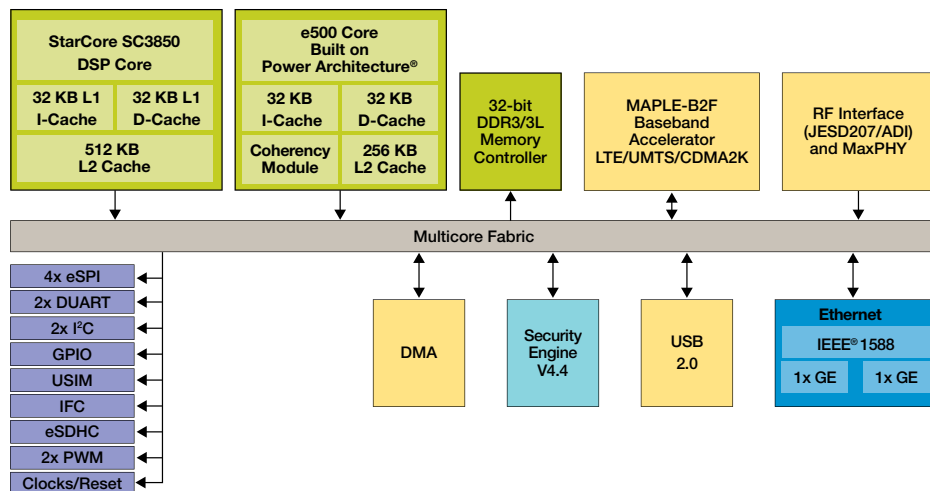 StarCore SC3850
DSP Core
32 KB L1
I-Cache
32 KB L1
D-Cache
512 KB
L2 Cache
e500 Core
Built on
Power Architecture®
32 KB
I-Cache
32 KB
D-Cache
Coherency
Module
256 KB
L2 Cache
32-bit
DDR3/3L
Memory
Controller
MAPLE-B2F
Baseband
Accelerator
LTE/UMTS/CDMA2K
RF Interface
(JESD207/ADI)
and MaxPHY
Multicore Fabric
4x eSPI
2x DUART
2x I²C
GPIO
USIM
IFC
eSDHC
2x PWM
Clocks/Reset
DMA
Security
Engine
V4.4
USB
2.0
Ethernet
IEEE® 1588
1x GE
1x GE